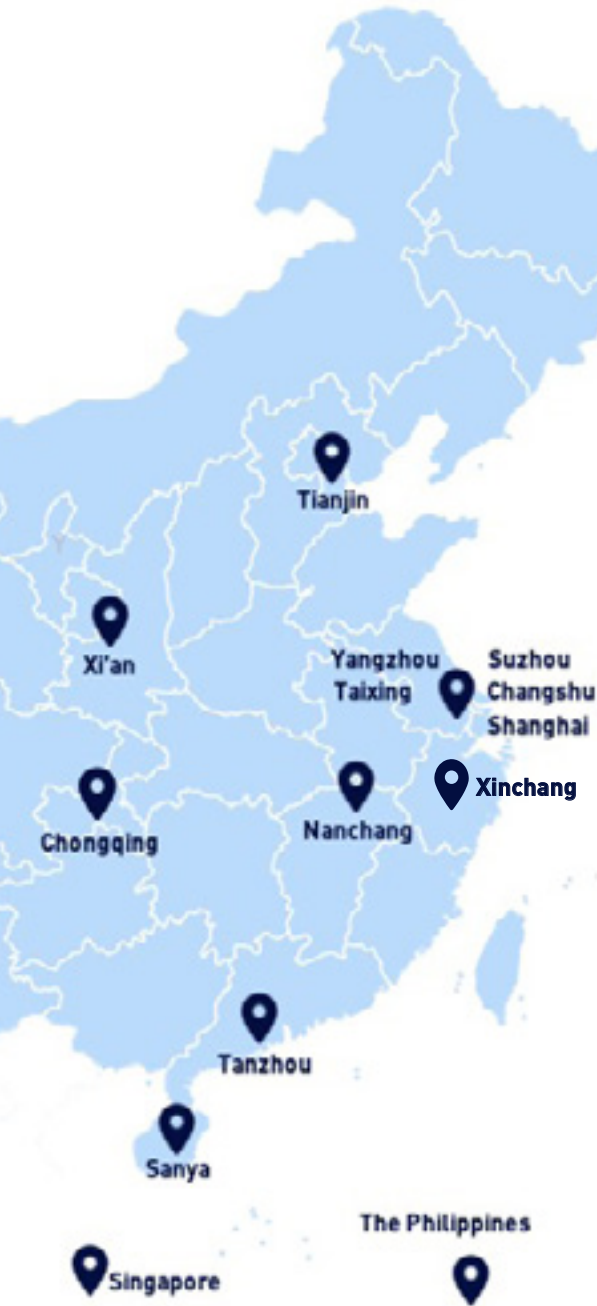 Tianjin
Xi'an
Yangzhou
Taixing
Suzhou
Changshu
Shanghai
Xinchang
Chongqing
Nanchang
Tanzhou
Sanya
The Philippines
Singapore